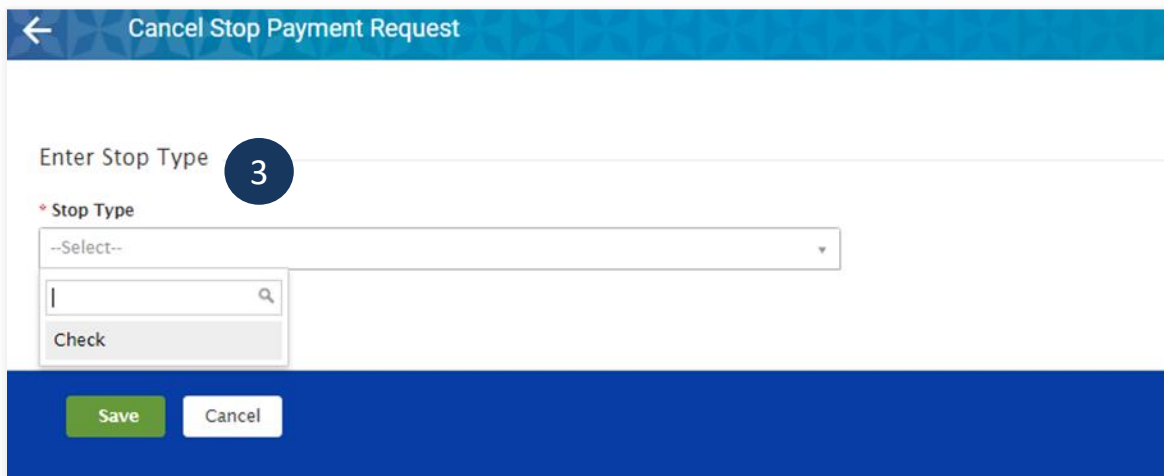 Cancel Stop Payment Request
Enter Stop Type
3
* Stop Type
--Select--
Check
Save Cancel